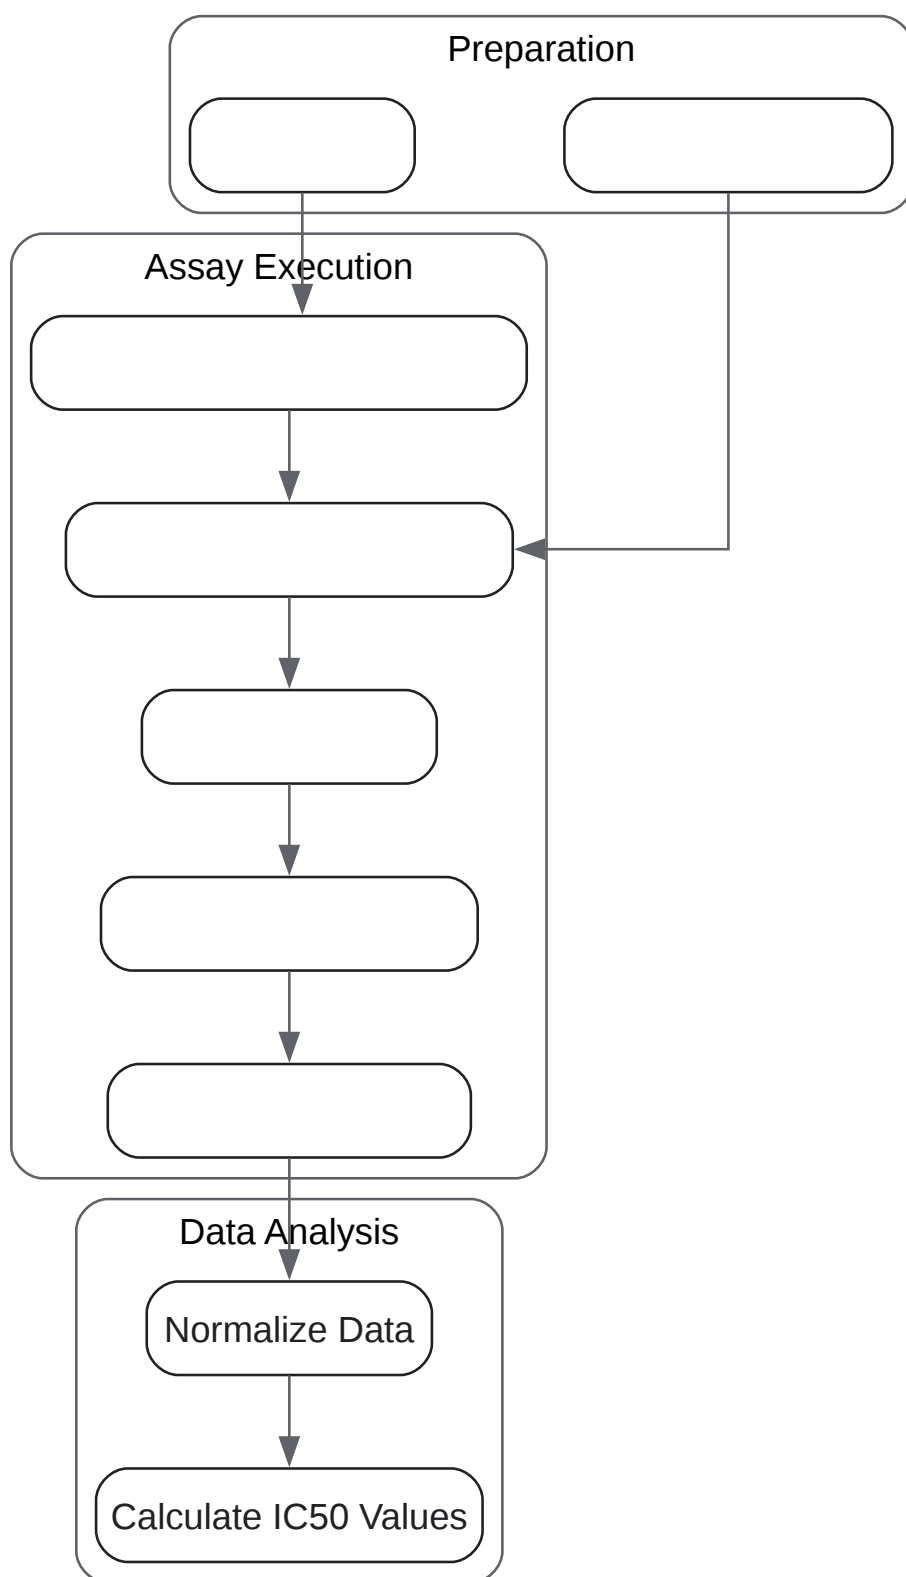 Preparation
Assay Execution
Data Analysis
Normalize Data
Calculate IC50 Values